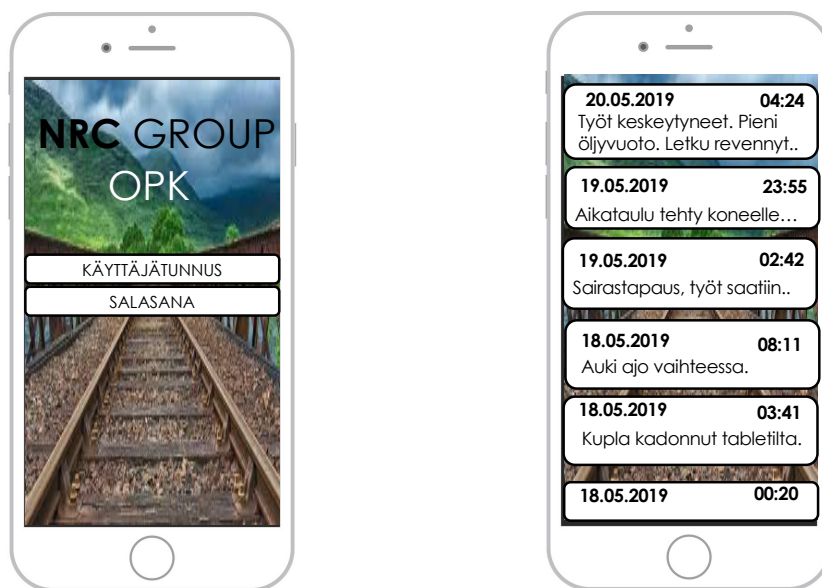 NRC GROUP
OPK
KÄYTTÄJÄTUNNUS
SALASANA
20.05.2019 04:24
Työt keskeytyneet. Pieni
öljyvuoto. Letku revennyt..
19.05.2019 23:55
Aikataulu tehty koneelle…
19.05.2019 02:42
Sairastapaus, työt saatiin..
18.05.2019 08:11
Auki ajo vaihteessa.
18.05.2019 03:41
Kupla kadonnut tabletilta.
18.05.2019 00:20